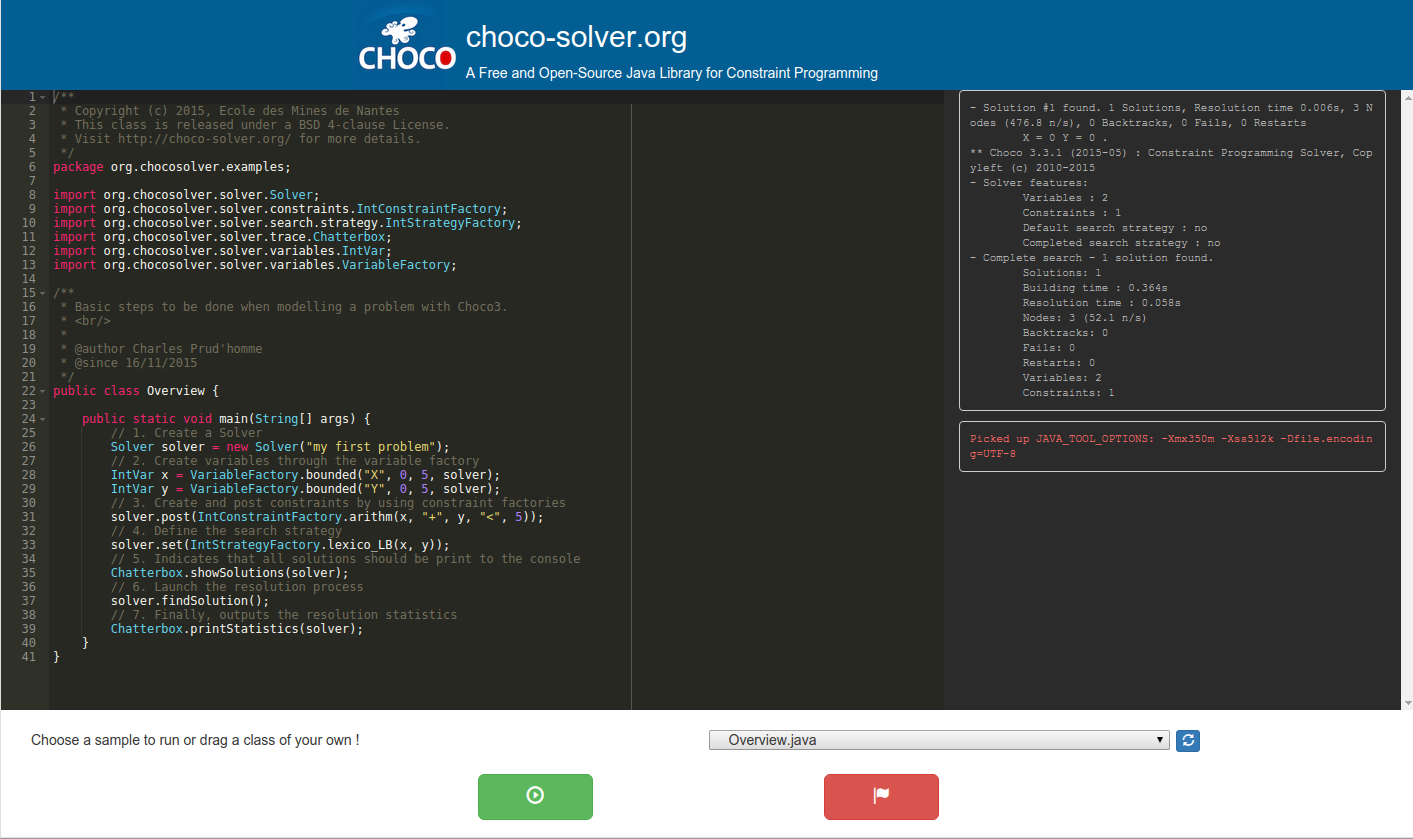 CHOCO
choco-solver.org
A Free and Open-Source Java Library for Constraint Programming
1 /**
2  * Copyright (c) 2015, Ecole des Mines de Nantes
3  * This class is released under a BSD 4-clause License.
4  * Visit http://choco-solver.org/ for more details.
5  */
6 package org.chocosolver.examples;
7
8 import org.chocosolver.solver.Solver;
9 import org.chocosolver.solver.constraints.IntConstraintFactory;
10 import org.chocosolver.solver.search.strategy.IntStrategyFactory;
11 import org.chocosolver.solver.trace.Chatterbox;
12 import org.chocosolver.solver.variables.IntVar;
13 import org.chocosolver.solver.variables.VariableFactory;
14
15 /**
16  * Basic steps to be done when modelling a problem with Choco3.
17  * <br/>
18  *
19  * @author Charles Prud'homme
20  * @since 16/11/2015
21  */
22 public class Overview {
23
24     public static void main(String[] args) {
25         // 1. Create a Solver
26         Solver solver = new Solver("my first problem");
27         // 2. Create variables through the variable factory
28         IntVar x = VariableFactory.bounded("X", 0, 5, solver);
29         IntVar y = VariableFactory.bounded("Y", 0, 5, solver);
30         // 3. Create and post constraints by using constraint factories
31         solver.post(IntConstraintFactory.arithm(x, "+", y, "<", 5));
32         // 4. Define the search strategy
33         solver.set(IntStrategyFactory.lexico_LB(x, y));
34         // 5. Indicates that all solutions should be print to the console
35         Chatterbox.showSolutions(solver);
36         // 6. Launch the resolution process
37         solver.findSolution();
38         // 7. Finally, outputs the resolution statistics
39         Chatterbox.printStatistics(solver);
40     }
41 }
- Solution #1 found. 1 Solutions, Resolution time 0.006s, 3 N
odes (476.8 n/s), 0 Backtracks, 0 Fails, 0 Restarts
X = 0 Y = 0 .
** Choco 3.3.1 (2015-05) : Constraint Programming Solver, Cop
yleft (c) 2010-2015
- Solver features:
Variables : 2
Constraints : 1
Default search strategy : no
Completed search strategy : no
- Complete search - 1 solution found.
Solutions: 1
Building time : 0.364s
Resolution time : 0.058s
Nodes: 3 (52.1 n/s)
Backtracks: 0
Fails: 0
Restarts: 0
Variables: 2
Constraints: 1
Picked up JAVA_TOOL_OPTIONS: -Xmx350m -Xss512k -Dfile.encodin
g=UTF-8
Choose a sample to run or drag a class of your own !
Overview.java